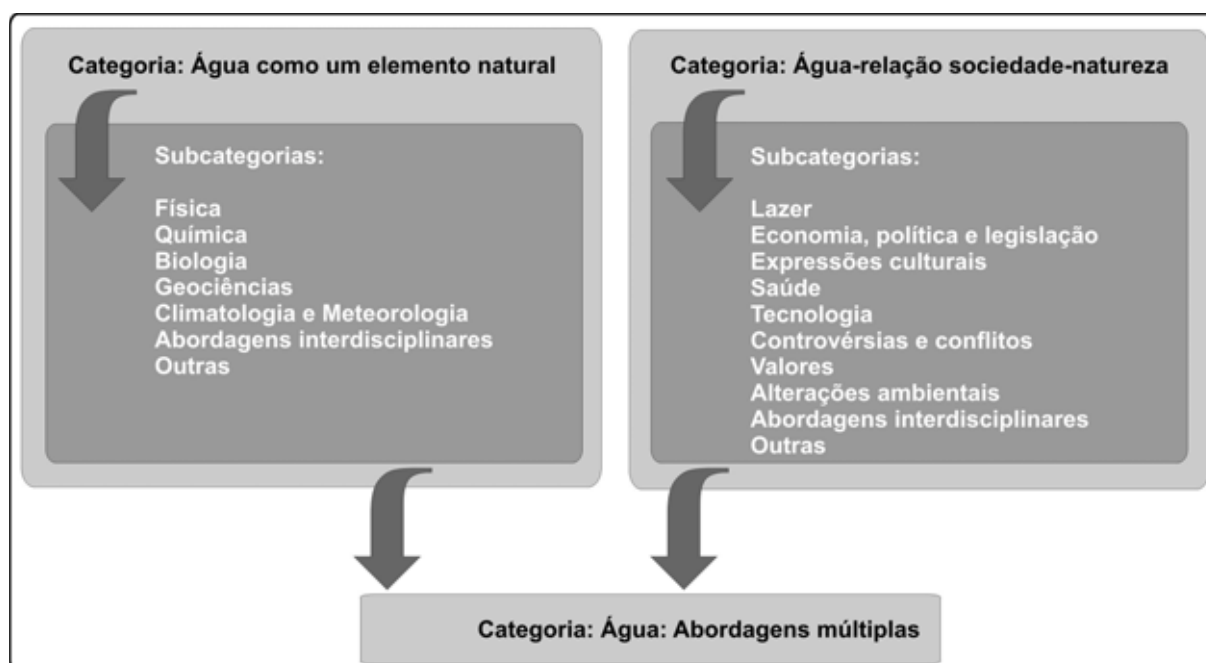 Categoria: Água como um elemento natural
Subcategorias:
Física
Química
Biologia
Geociências
Climatologia e Meteorologia
Abordagens interdisciplinares
Outras
Categoria: Água-relação sociedade-natureza
Subcategorias:
Lazer
Economia, política e legislação
Expressões culturais
Saúde
Tecnologia
Controvérsias e conflitos
Valores
Alterações ambientais
Abordagens interdisciplinares
Outras
Categoria: Água: Abordagens múltiplas